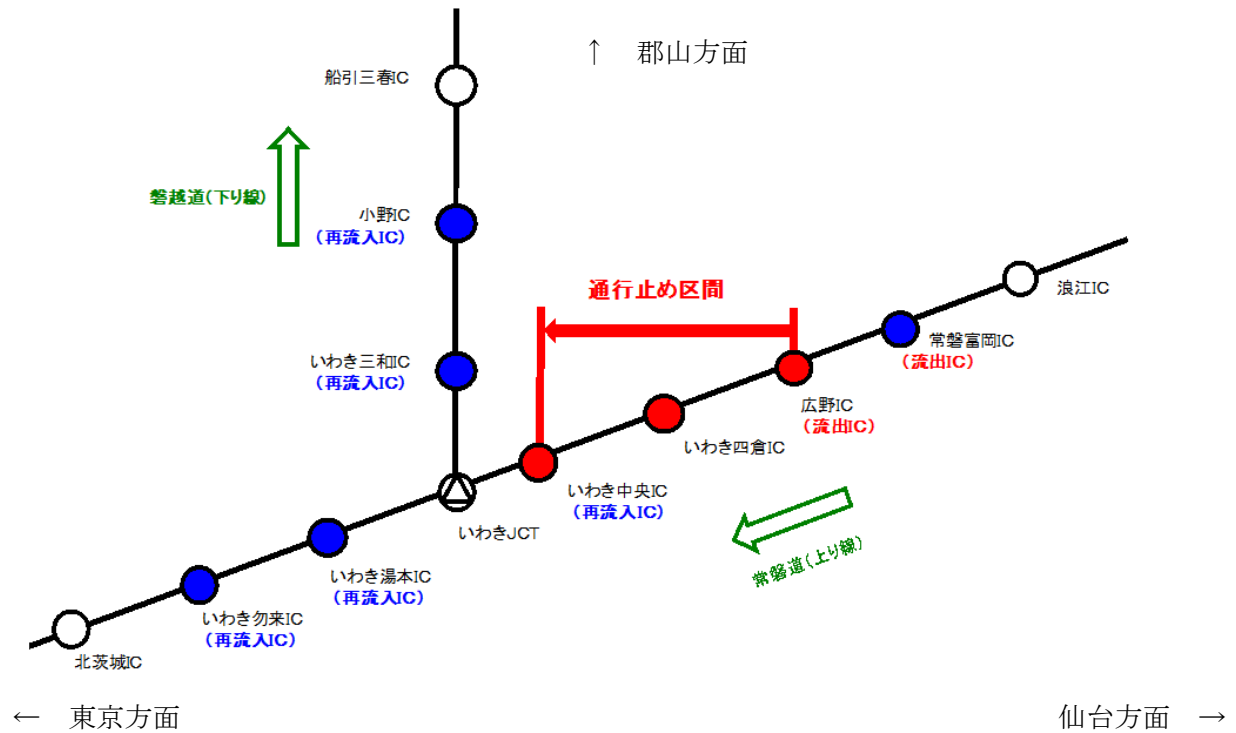 ↑　郡山方面
船引三春IC
磐越道(下り線)
小野IC
(再流入IC)
通行止め区間
浪江IC
常磐富岡IC
(流出IC)
いわき三和IC
(再流入IC)
広野IC
(流出IC)
いわき四倉IC
いわき中央IC
(再流入IC)
いわきJCT
常磐道(上り線)
いわき湯本IC
(再流入IC)
いわき勿来IC
(再流入IC)
北茨城IC
←　東京方面
仙台方面　→